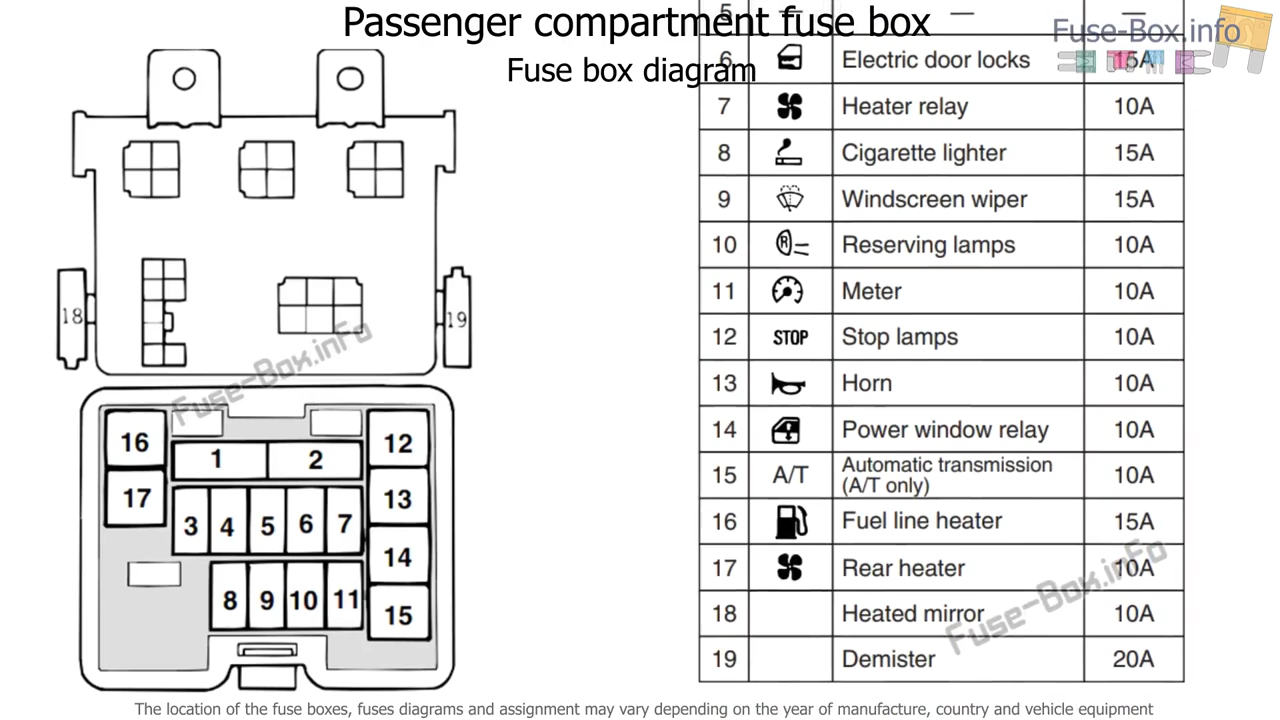 Passenger compartment fuse box
Fuse box diagram
Fuse-Box.info
5 — — —
6 Electric door locks 15A
7 Heater relay 10A
8 Cigarette lighter 15A
9 Windscreen wiper 15A
10 R Reserving lamps 10A
11 Meter 10A
12 STOP Stop lamps 10A
13 Horn 10A
14 Power window relay 10A
15 A/T Automatic transmission
(A/T only) 10A
16 Fuel line heater 15A
17 Rear heater 10A
18 Heated mirror 10A
19 Demister 20A
18
19
Fuse-Box.inFo
16
17
1 2
3 4 5 6 7
8 9 10 11
12
13
14
15
Fuse-Box.inFo
The location of the fuse boxes, fuses diagrams and assignment may vary depending on the year of manufacture, country and vehicle equipment